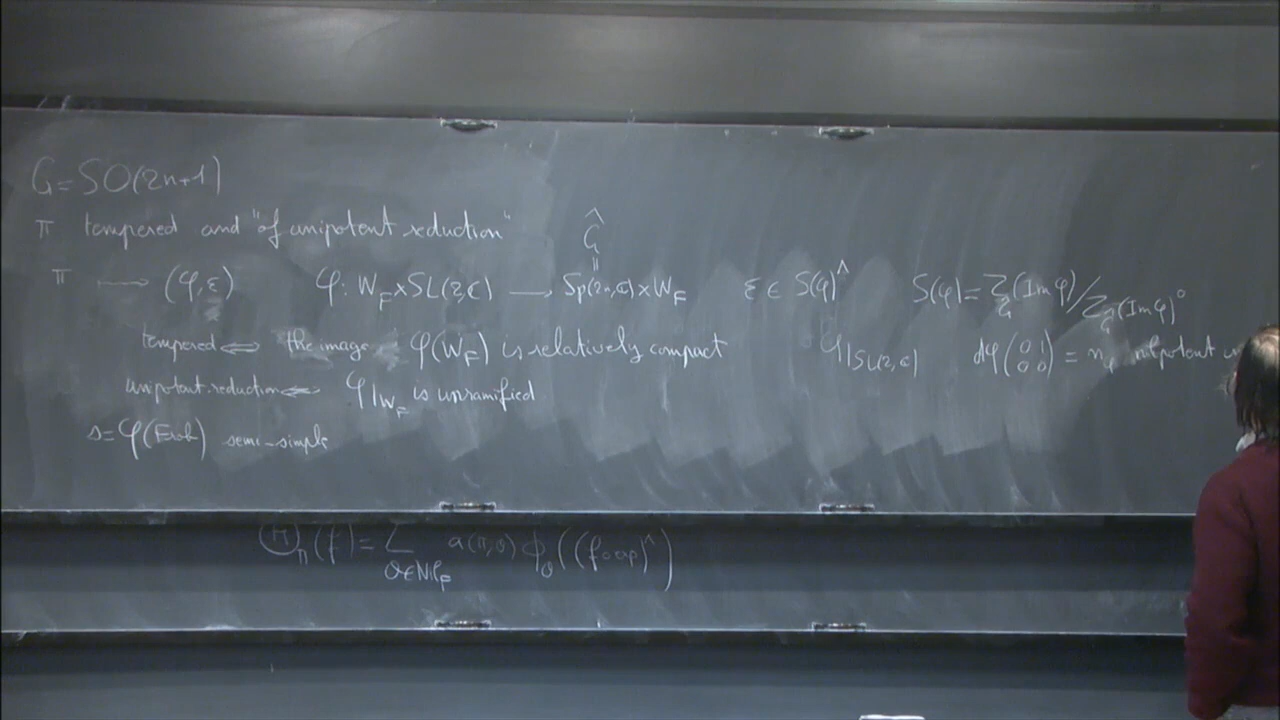 G = SO(2n+1)
π tempered and "of unipotent reduction"
π ⟶ (φ, ε) φ: W_F × SL(2,ℂ) ⟶ Sp(2n,ℂ) × W_F ε ∈ S(φ)^∧ S(φ) = Z_Ĝ(Im φ)/Z_Ĝ(Im φ)⁰
Ĝ
=
tempered ⟺ the image φ(W_F) is relatively compact φ|SL(2,ℂ) dφ(0 1 0 0) = n_φ nilpotent
unipotent reduction ⟺ φ|W_F is unramified
s = φ(Frob) semi-simple
Θ_π(f) = Σ_{O∈Nil_F} a(π,O) ϕ_O((f∘exp)^∧)